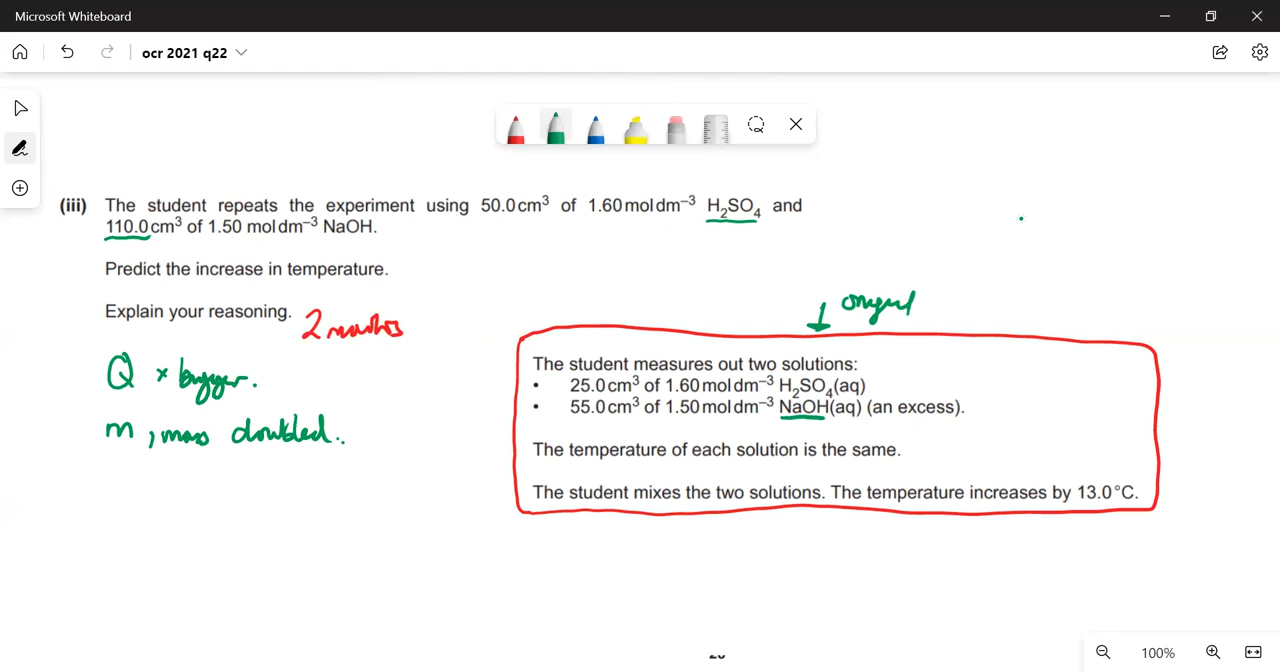 Microsoft Whiteboard
ocr 2021 q22
(iii) The student repeats the experiment using 50.0 cm³ of 1.60 mol dm⁻³ H₂SO₄ and
110.0 cm³ of 1.50 mol dm⁻³ NaOH.
Predict the increase in temperature.
Explain your reasoning.
2 marks
Q × bigger.
m, mass doubled..
↓
The student measures out two solutions:
• 25.0 cm³ of 1.60 mol dm⁻³ H₂SO₄(aq)
• 55.0 cm³ of 1.50 mol dm⁻³ NaOH(aq) (an excess).
The temperature of each solution is the same.
The student mixes the two solutions. The temperature increases by 13.0 °C.
100%